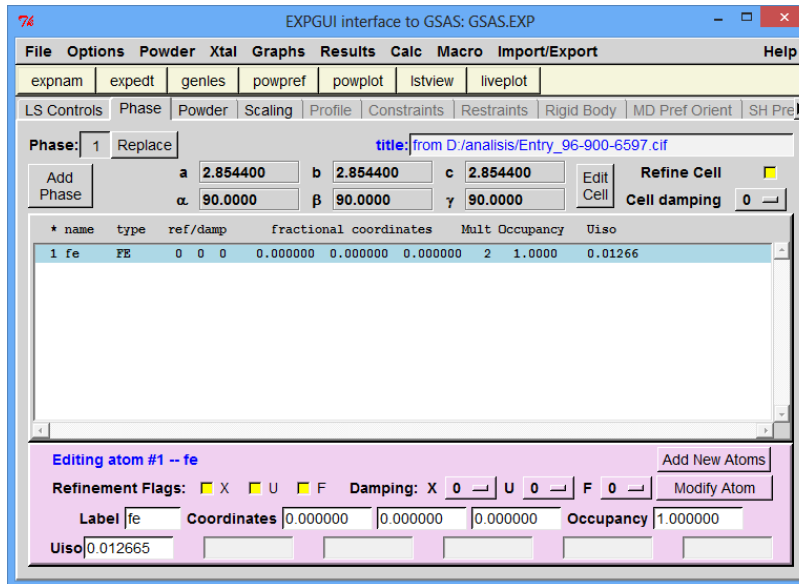 EXPGUI interface to GSAS: GSAS.EXP
File Options Powder Xtal Graphs Results Calc Macro Import/Export Help
expnam expedt genles powpref powplot lstview liveplot
LS Controls Phase Powder Scaling Profile Constraints Restraints Rigid Body MD Pref Orient SH Pre
Phase: 1 Replace title: from D:/analisis/Entry_96-900-6597.cif
Add Phase a 2.854400 b 2.854400 c 2.854400 Edit Cell Refine Cell
α 90.0000 β 90.0000 γ 90.0000 Cell damping 0
* name type ref/damp fractional coordinates Mult Occupancy Uiso
1 fe FE 0 0 0 0.000000 0.000000 0.000000 2 1.0000 0.01266
Editing atom #1 -- fe Add New Atoms
Refinement Flags: X U F Damping: X 0 U 0 F 0 Modify Atom
Label fe Coordinates 0.000000 0.000000 0.000000 Occupancy 1.000000
Uiso 0.012665